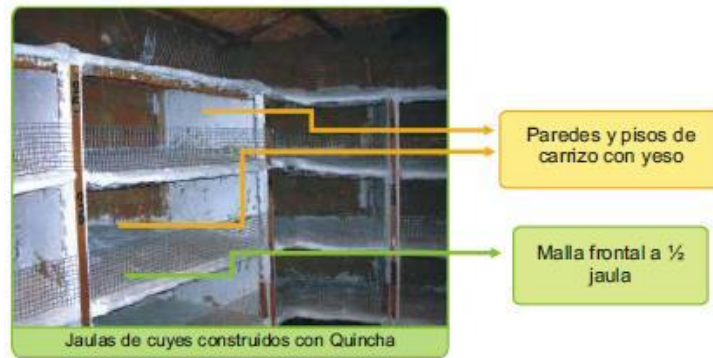 Paredes y pisos de
carrizo con yeso
Malla frontal a ½
jaula
Jaulas de cuyes construidos con Quincha